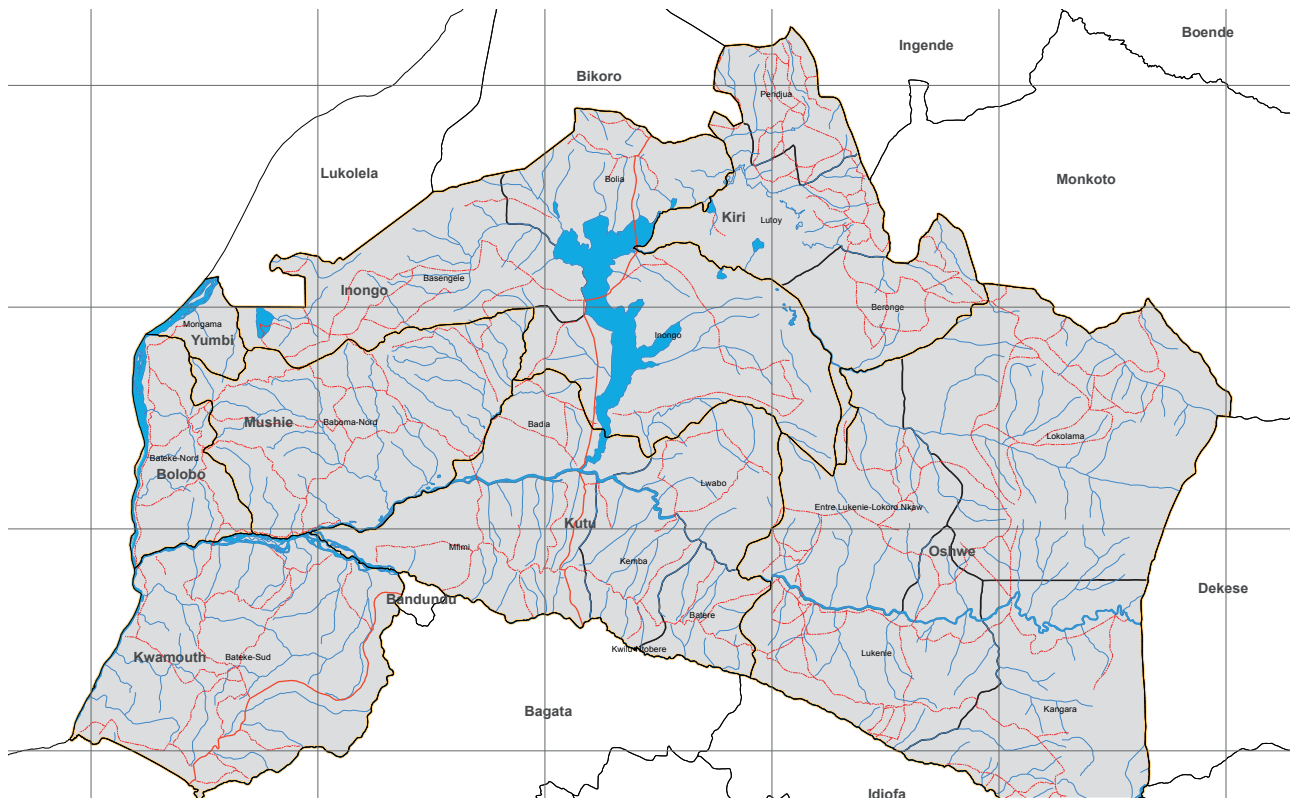 Boende
Ingende
Bikoro
Pendjua
Lukolela
Bolia
Monkoto
Kiri
Lutoy
Basengele
Inongo
Beronge
Mongama
Yumbi
Inongo
Mushie
Baboma-Nord
Badia
Lokolama
Bateke-Nord
Bolobo
Lwabo
Entre Lukenie-Lokoro Nkaw
Kutu
Mfimi
Oshwe
Kemba
Dekese
Bandundu
Batere
Kwilu-Ntobere
Kwamouth
Bateke-Sud
Lukenie
Bagata
Kangara
Idiofa